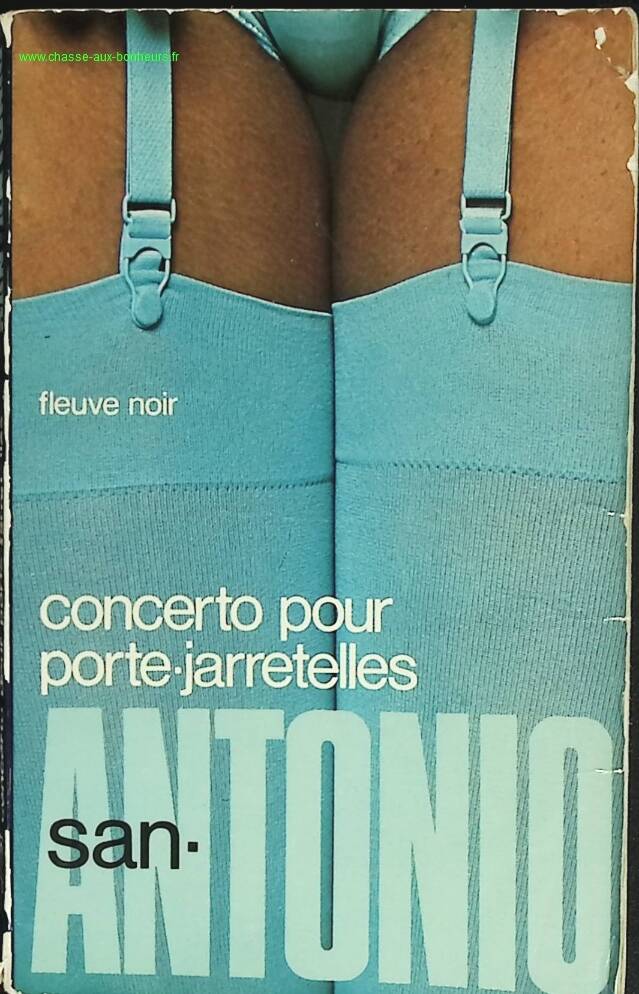 www.chasse-aux-bonheurs.fr
fleuve noir
concerto pour
porte-jarretelles
san-
ANTONIO